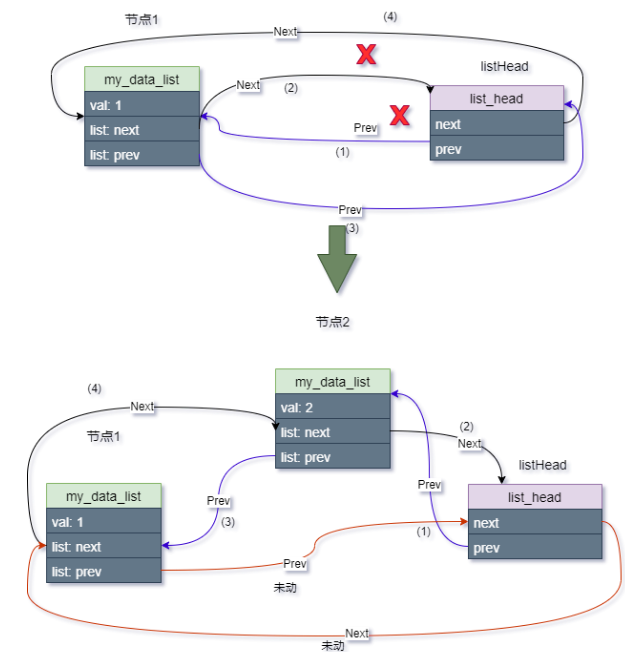 节点1
(4)
Next
listHead
my_data_list
Next
(2)
list_head
val: 1
list: next
next
Prev
list: prev
(1)
prev
Prev
(3)
节点2
my_data_list
(4)
val: 2
Next
list: next
(2)
节点1
Next
list: prev
listHead
my_data_list
Prev
list_head
Prev
val: 1
(3)
next
(1)
list: next
prev
list: prev
Prev
未动
Next
未动